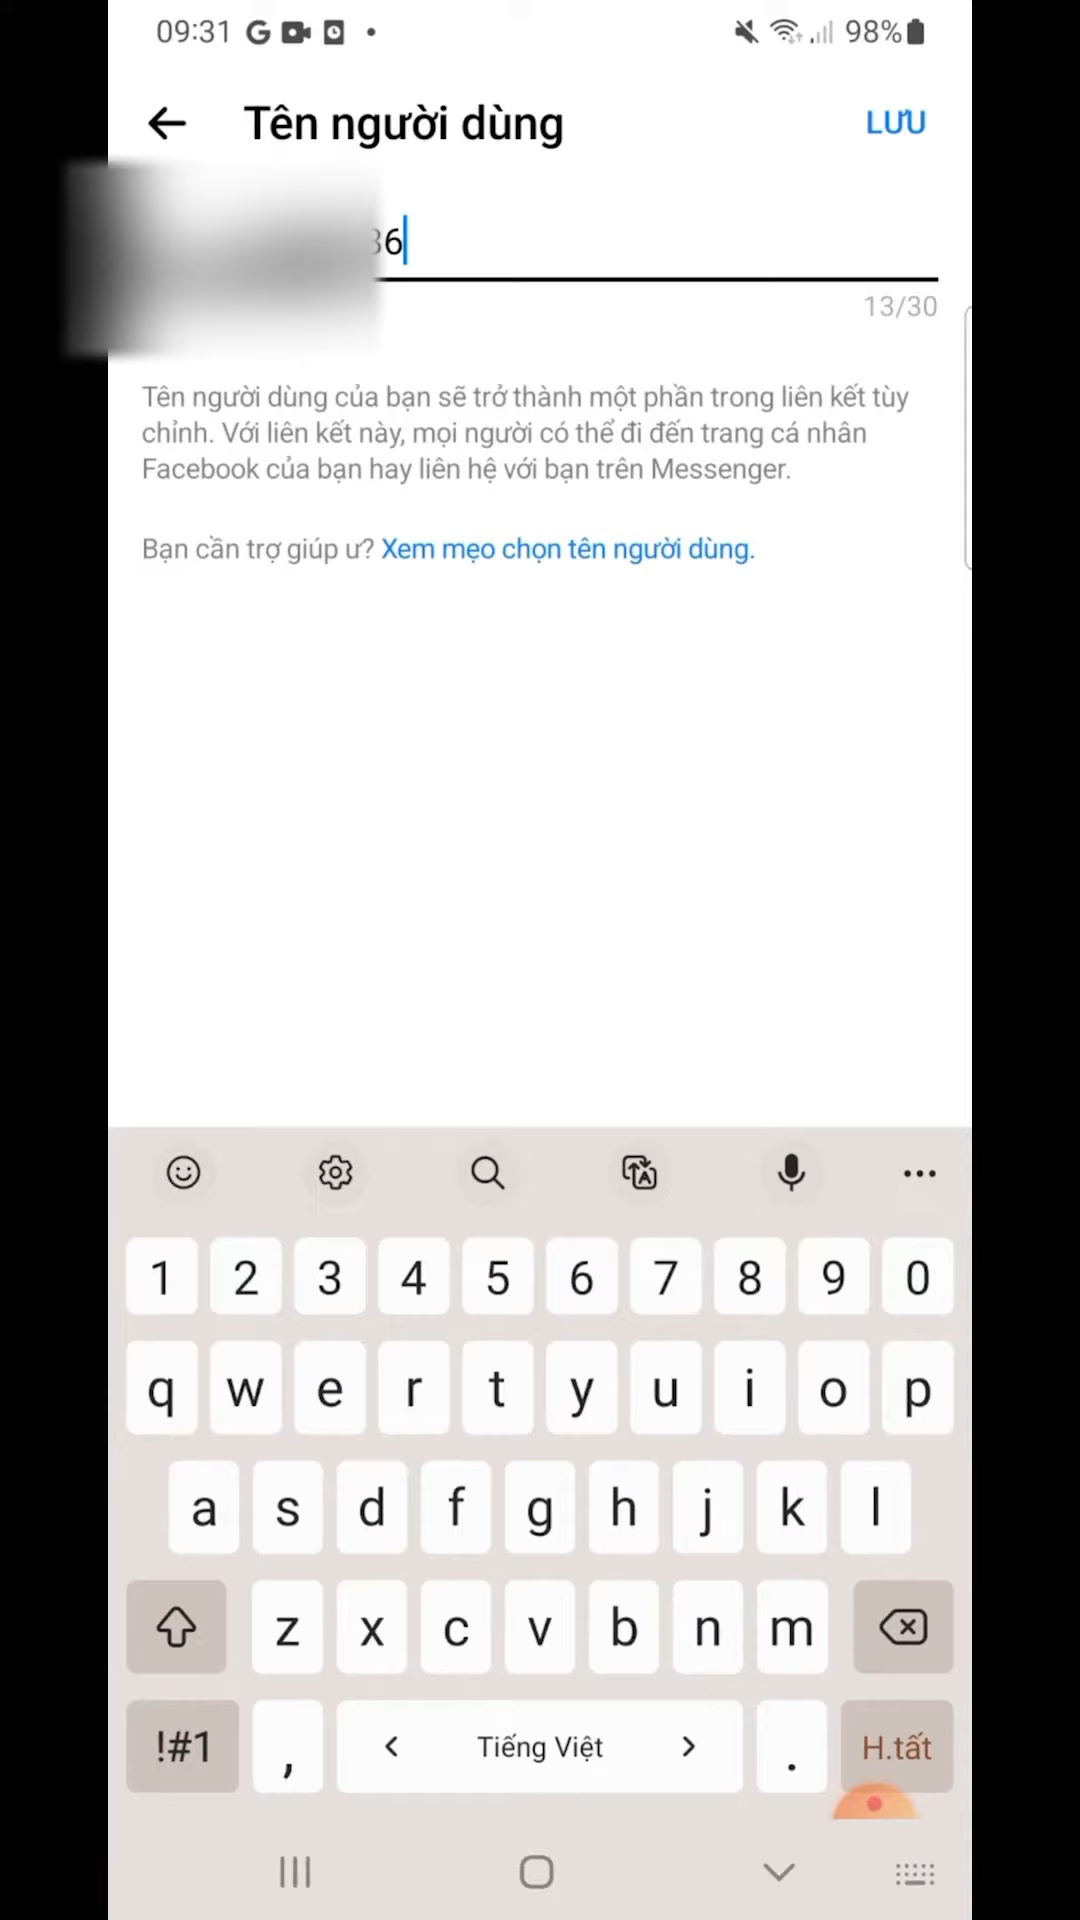 09:31 98%
Tên người dùng LƯU
36
13/30
Tên người dùng của bạn sẽ trở thành một phần trong liên kết tùy
chỉnh. Với liên kết này, mọi người có thể đi đến trang cá nhân
Facebook của bạn hay liên hệ với bạn trên Messenger.
Bạn cần trợ giúp ư? Xem mẹo chọn tên người dùng.
1 2 3 4 5 6 7 8 9 0
q w e r t y u i o p
a s d f g h j k l
z x c v b n m
!#1 , < Tiếng Việt > . H.tất